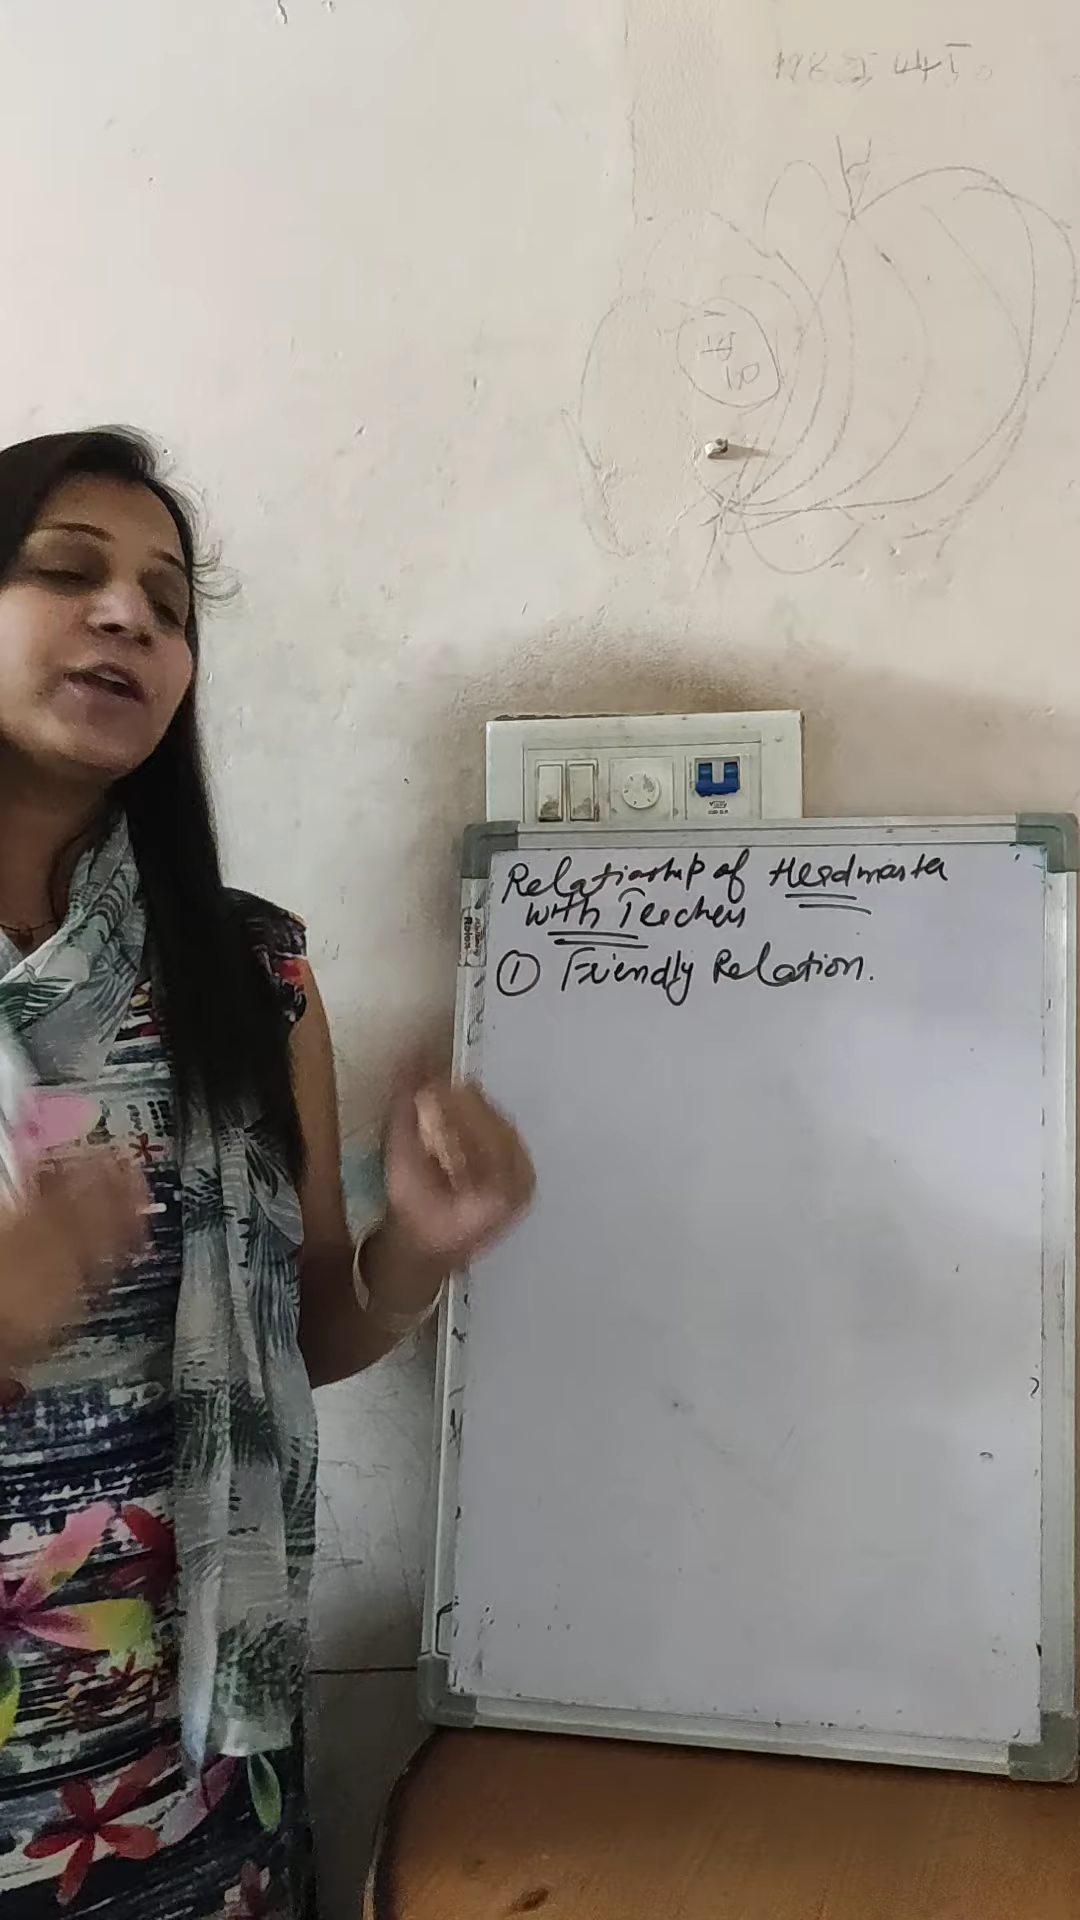 Relationship of Headmaster
with Teachers
① Friendly Relation.